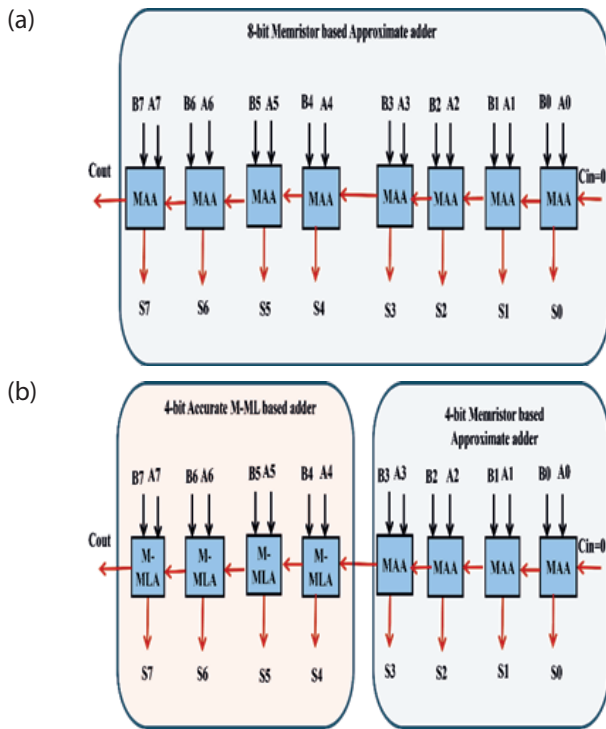 (a)
8-bit Memristor based Approximate adder
B7 A7 B6 A6 B5 A5 B4 A4 B3 A3 B2 A2 B1 A1 B0 A0
Cout MAA MAA MAA MAA MAA MAA MAA MAA Cin=0
S7 S6 S5 S4 S3 S2 S1 S0
(b)
4-bit Accurate M-ML based adder
4-bit Memristor based
Approximate adder
B7 A7 B6 A6 B5 A5 B4 A4 B3 A3 B2 A2 B1 A1 B0 A0
Cout M- M- M- M- MAA MAA MAA MAA Cin=0
MLA MLA MLA MLA
S7 S6 S5 S4 S3 S2 S1 S0